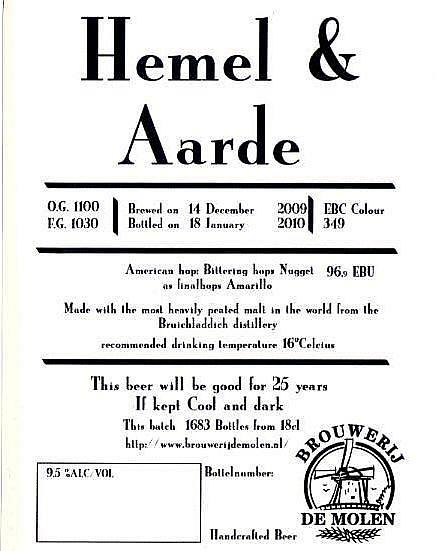 Hemel &
Aarde
O.G. 1100
F.G. 1030
Brewed on 14 December 2009
Bottled on 18 January 2010
EBC Colour
349
American hop; Bittering hops Nugget 96,9 EBU
as finalhops Amarillo
Made with the most heavily peated malt in the world from the
Bruichladdich distillery
recommended drinking temperature 16°Celcius
This beer will be good for 25 years
If kept Cool and dark
This batch 1683 Bottles from 18cl
http://www.brouwerijdemolen.nl/
9.5 %ALC/VOL
Bottelnumber:
Handcrafted Beer
BROUWERIJ
DE MOLEN